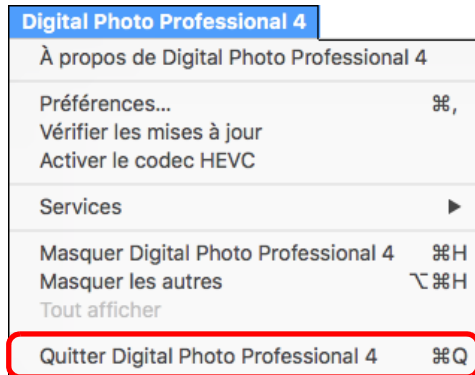 Digital Photo Professional 4
À propos de Digital Photo Professional 4
Préférences... ⌘,
Vérifier les mises à jour
Activer le codec HEVC
Services ▶
Masquer Digital Photo Professional 4 ⌘H
Masquer les autres ⌥⌘H
Tout afficher
Quitter Digital Photo Professional 4 ⌘Q